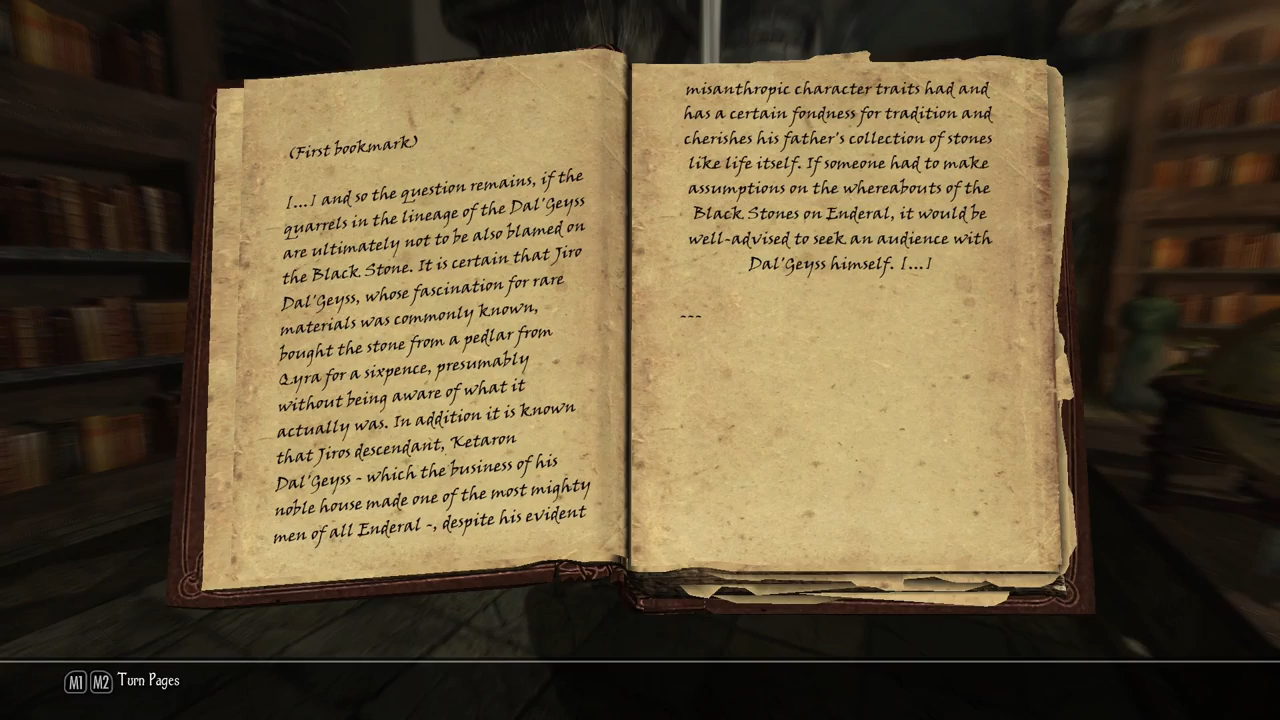 (First bookmark)
[...] and so the question remains, if the
quarrels in the lineage of the Dal'Geyss
are ultimately not to be also blamed on
the Black Stone. It is certain that Jiro
Dal'Geyss, whose fascination for rare
materials was commonly known,
bought the stone from a pedlar from
Qyra for a sixpence, presumably
without being aware of what it
actually was. In addition it is known
that Jiros descendant, Ketaron
Dal'Geyss - which the business of his
noble house made one of the most mighty
men of all Enderal -, despite his evident
misanthropic character traits had and
has a certain fondness for tradition and
cherishes his father's collection of stones
like life itself. If someone had to make
assumptions on the whereabouts of the
Black Stones on Enderal, it would be
well-advised to seek an audience with
Dal'Geyss himself. [...]
---
M1 M2 Turn Pages